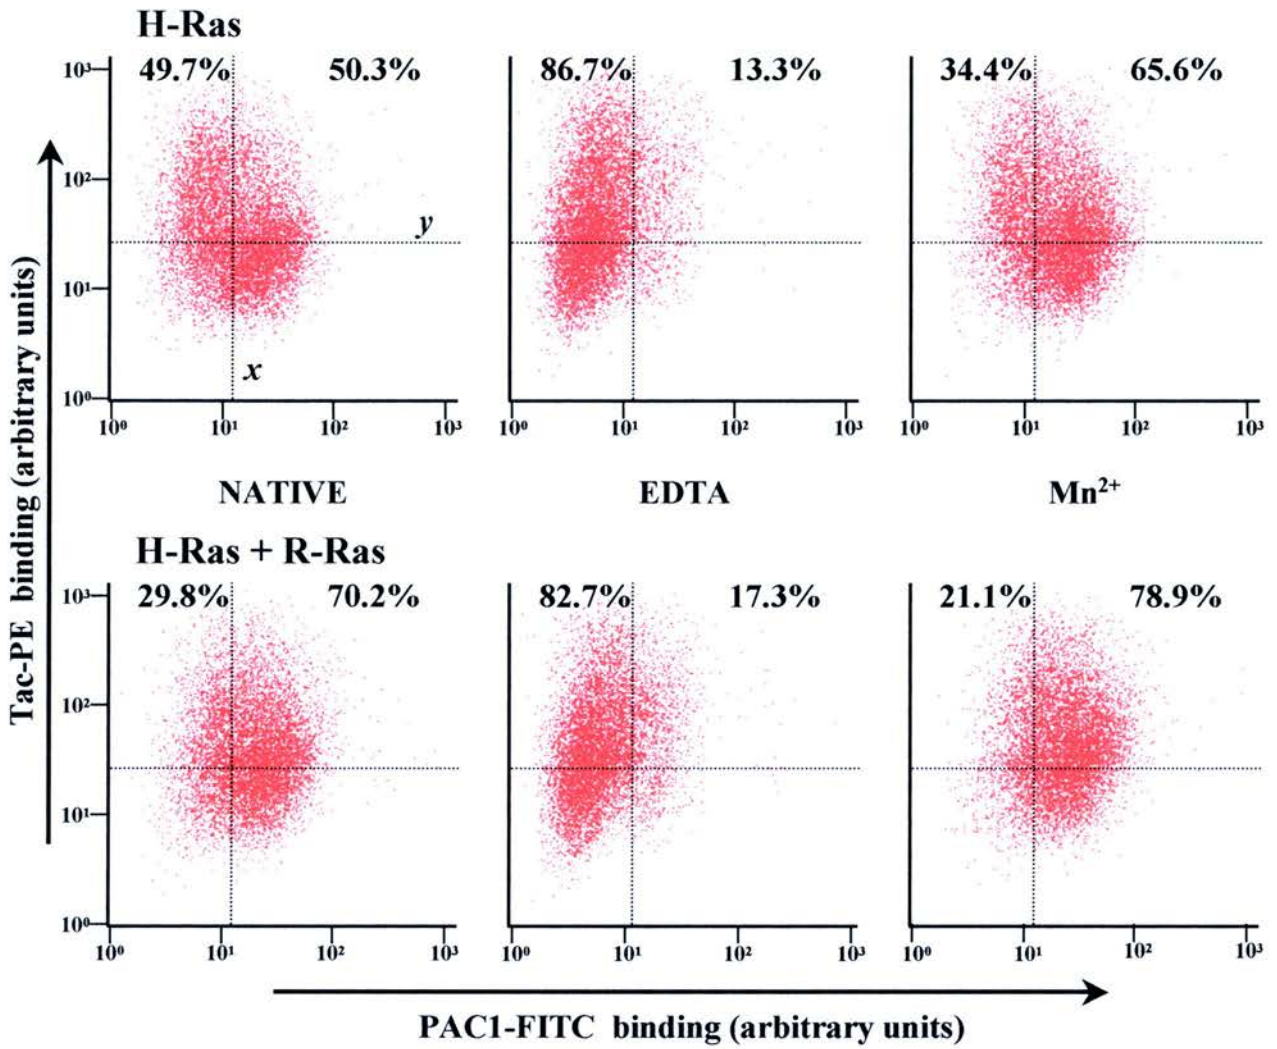 H-Ras
49.7% 50.3% 86.7% 13.3% 34.4% 65.6%
10³
10²
y
10¹
x
10⁰
10⁰ 10¹ 10² 10³ 10⁰ 10¹ 10² 10³ 10⁰ 10¹ 10² 10³
NATIVE EDTA Mn²⁺
H-Ras + R-Ras
29.8% 70.2% 82.7% 17.3% 21.1% 78.9%
10³
10²
10¹
10⁰
10⁰ 10¹ 10² 10³ 10⁰ 10¹ 10² 10³ 10⁰ 10¹ 10² 10³
Tac-PE binding (arbitrary units)
PAC1-FITC binding (arbitrary units)